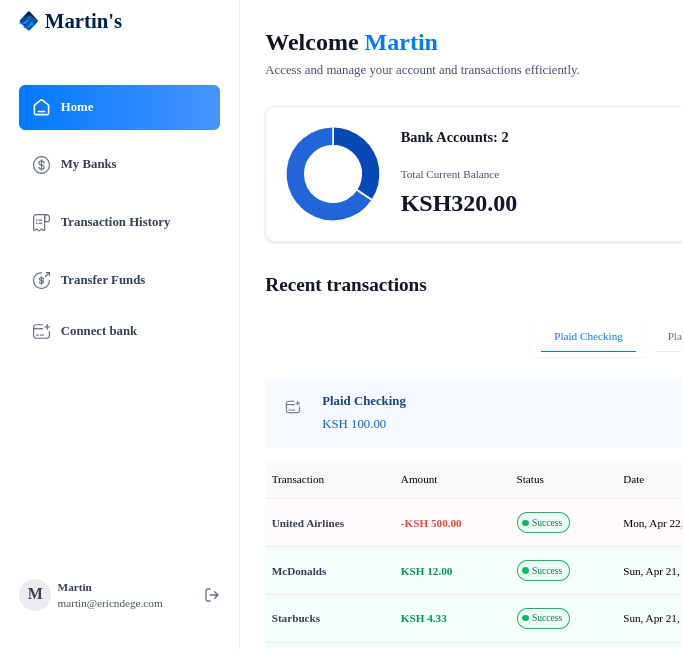 Martin's
Home
My Banks
Transaction History
Transfer Funds
Connect bank
M
Martin
martin@ericndege.com
Welcome Martin
Access and manage your account and transactions efficiently.
Bank Accounts: 2
Total Current Balance
KSH320.00
Recent transactions
Plaid Checking Pla
Plaid Checking
KSH 100.00
Transaction Amount Status Date
United Airlines -KSH 500.00 Success Mon, Apr 22,
McDonalds KSH 12.00 Success Sun, Apr 21,
Starbucks KSH 4.33 Success Sun, Apr 21,